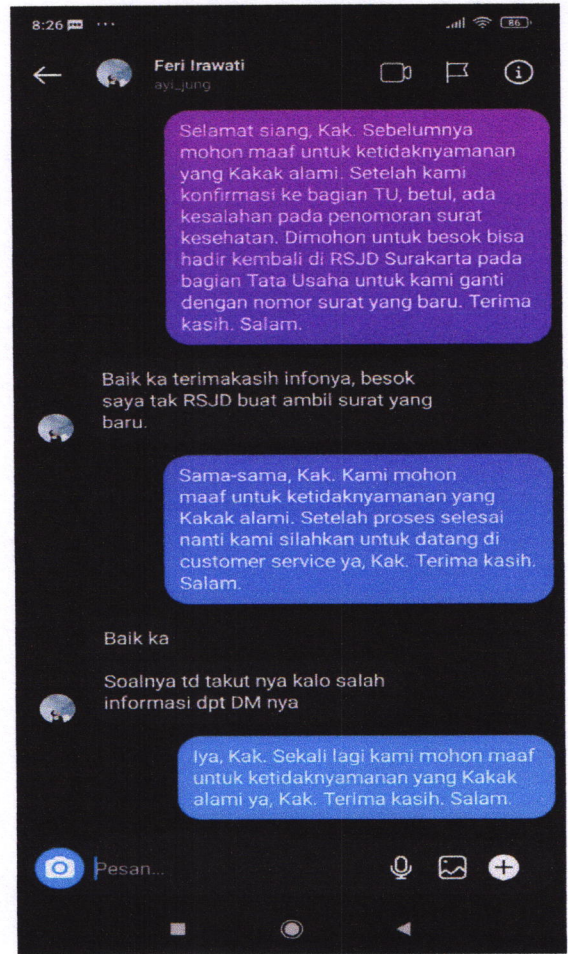 8:26
86
Feri Irawati
ayi_jung
Selamat siang, Kak. Sebelumnya
mohon maaf untuk ketidaknyamanan
yang Kakak alami. Setelah kami
konfirmasi ke bagian TU, betul, ada
kesalahan pada penomoran surat
kesehatan. Dimohon untuk besok bisa
hadir kembali di RSJD Surakarta pada
bagian Tata Usaha untuk kami ganti
dengan nomor surat yang baru. Terima
kasih. Salam.
Baik ka terimakasih infonya, besok
saya tak RSJD buat ambil surat yang
baru.
Sama-sama, Kak. Kami mohon
maaf untuk ketidaknyamanan yang
Kakak alami. Setelah proses selesai
nanti kami silahkan untuk datang di
customer service ya, Kak. Terima kasih.
Salam.
Baik ka
Soalnya td takut nya kalo salah
informasi dpt DM nya
Iya, Kak. Sekali lagi kami mohon maaf
untuk ketidaknyamanan yang Kakak
alami ya, Kak. Terima kasih. Salam.
Pesan...